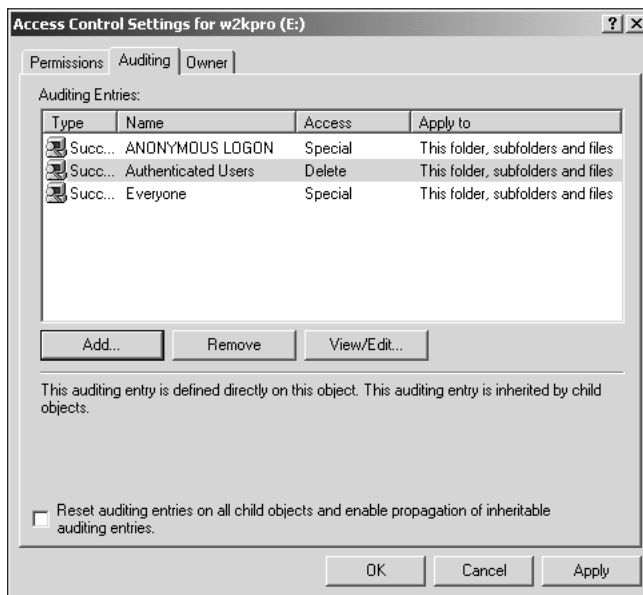 Access Control Settings for w2kpro (E:)
Permissions Auditing Owner
Auditing Entries:
Type Name Access Apply to
Succ... ANONYMOUS LOGON Special This folder, subfolders and files
Succ... Authenticated Users Delete This folder, subfolders and files
Succ... Everyone Special This folder, subfolders and files
Add... Remove View/Edit...
This auditing entry is defined directly on this object. This auditing entry is inherited by child
objects.
Reset auditing entries on all child objects and enable propagation of inheritable
auditing entries.
OK Cancel Apply